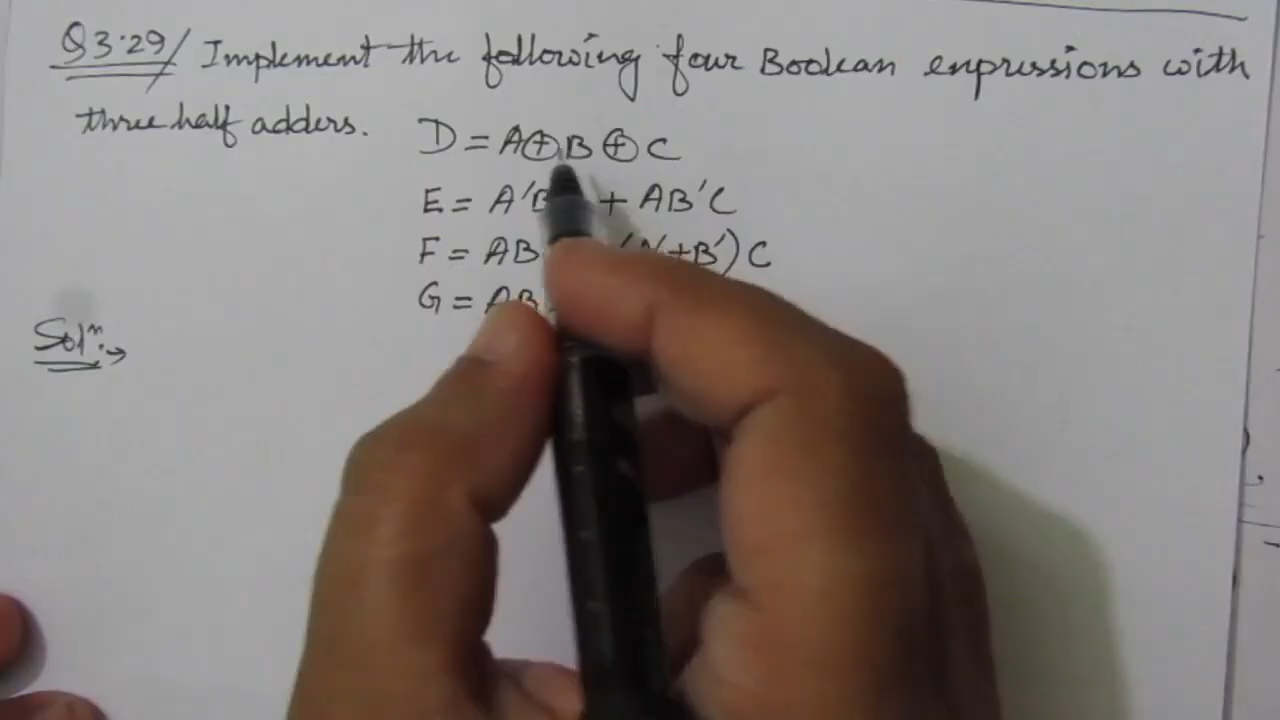 Q3.29/ Implement the following four Boolean expressions with
three half adders. D = A⊕B⊕C
E = A'B + AB'C
F = AB (A'+B')C
G = AB
Solⁿ.→